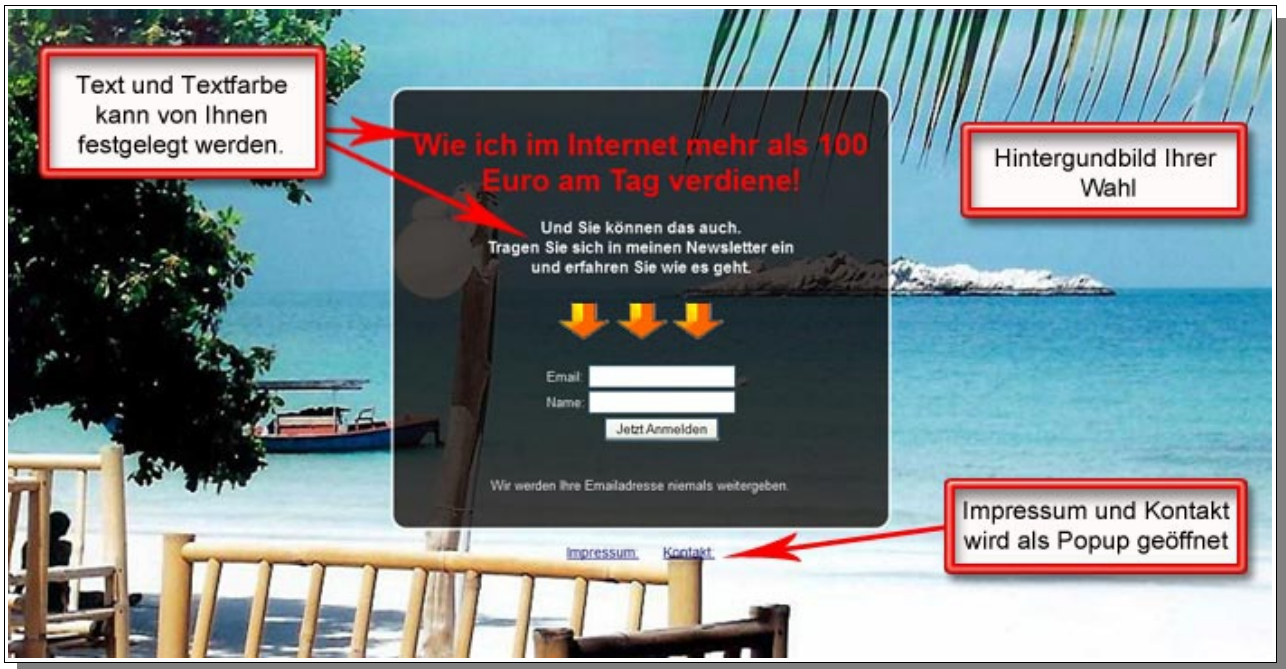 Text und Textfarbe
kann von Ihnen
festgelegt werden.
Wie ich im Internet mehr als 100
Euro am Tag verdiene!
Hintergundbild Ihrer
Wahl
Und Sie können das auch.
Tragen Sie sich in meinen Newsletter ein
und erfahren Sie wie es geht.
Email:
Name:
Jetzt Anmelden
Wir werden Ihre Emailadresse niemals weitergeben.
Impressum und Kontakt
wird als Popup geöffnet
Impressum Kontakt